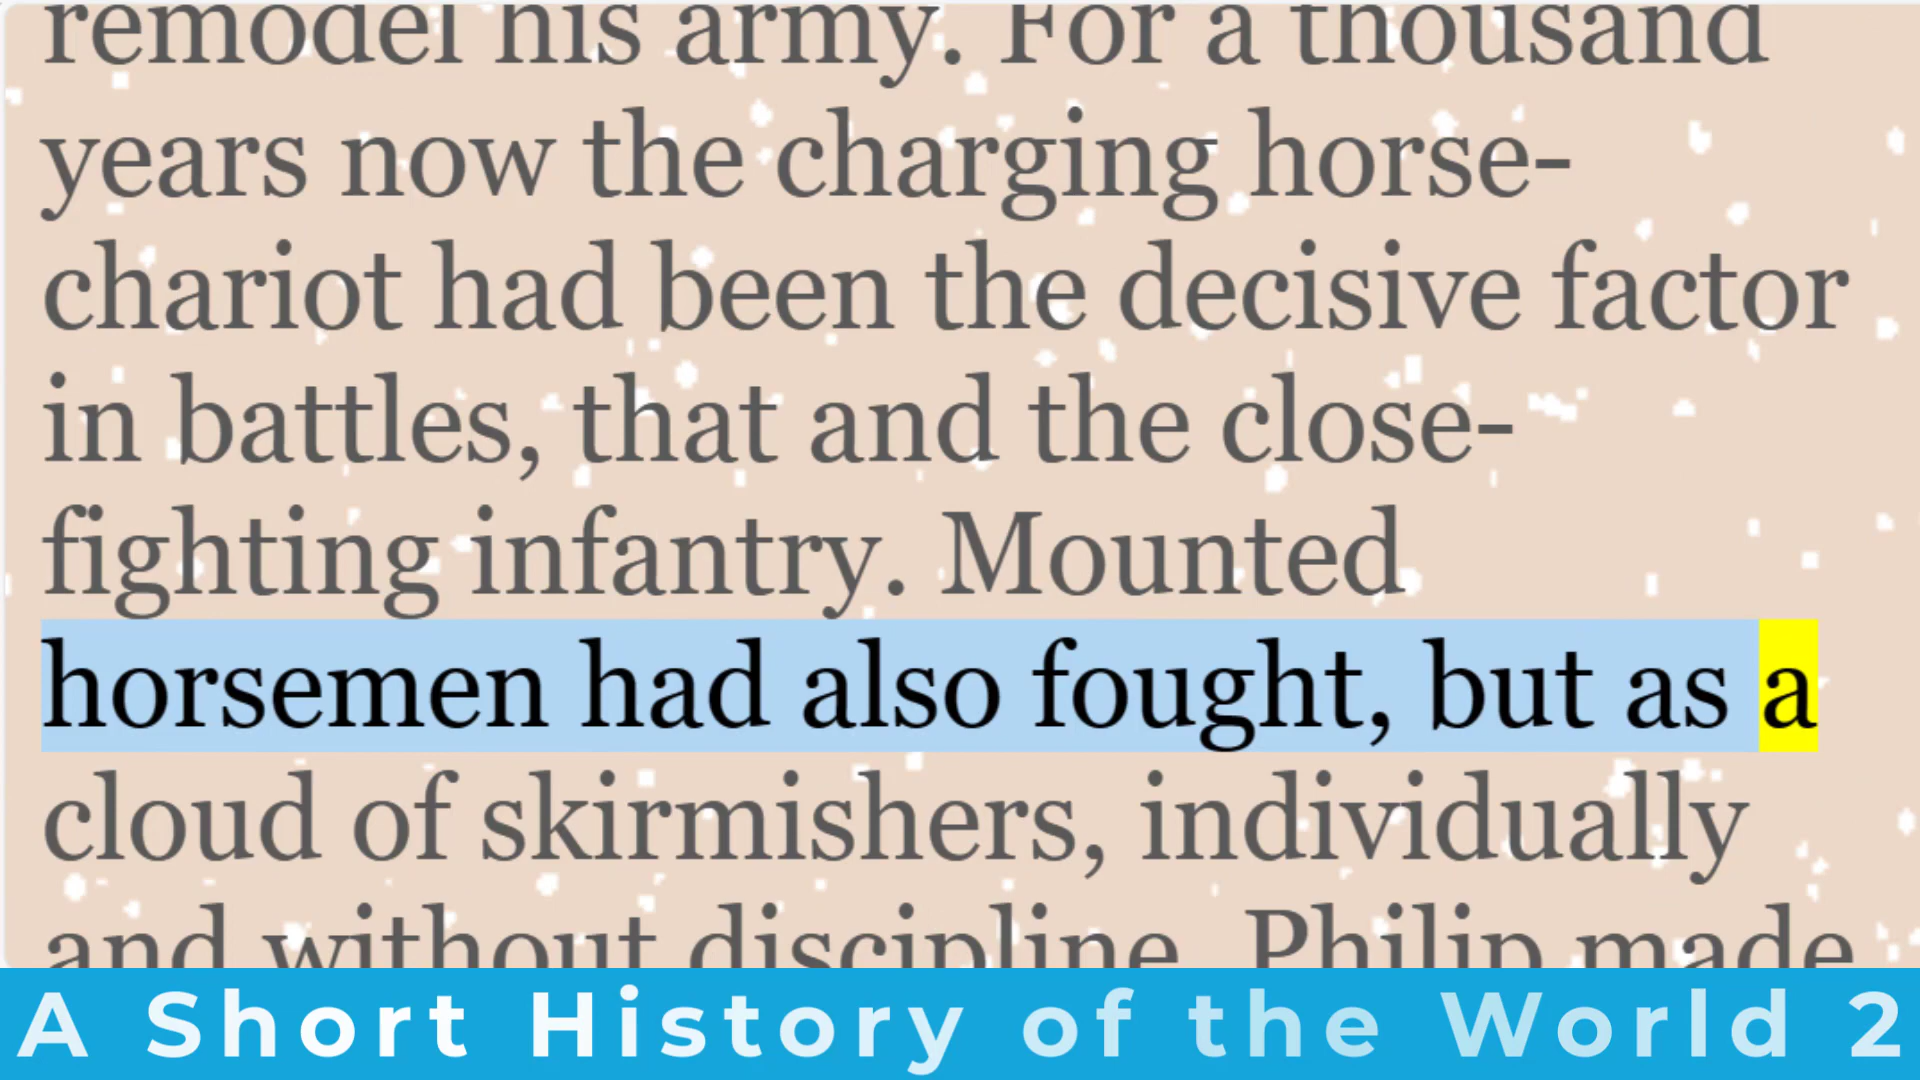 remodel his army. For a thousand
years now the charging horse-
chariot had been the decisive factor
in battles, that and the close-
fighting infantry. Mounted
horsemen had also fought, but as a
cloud of skirmishers, individually
and without discipline. Philip made
A Short History of the World 2